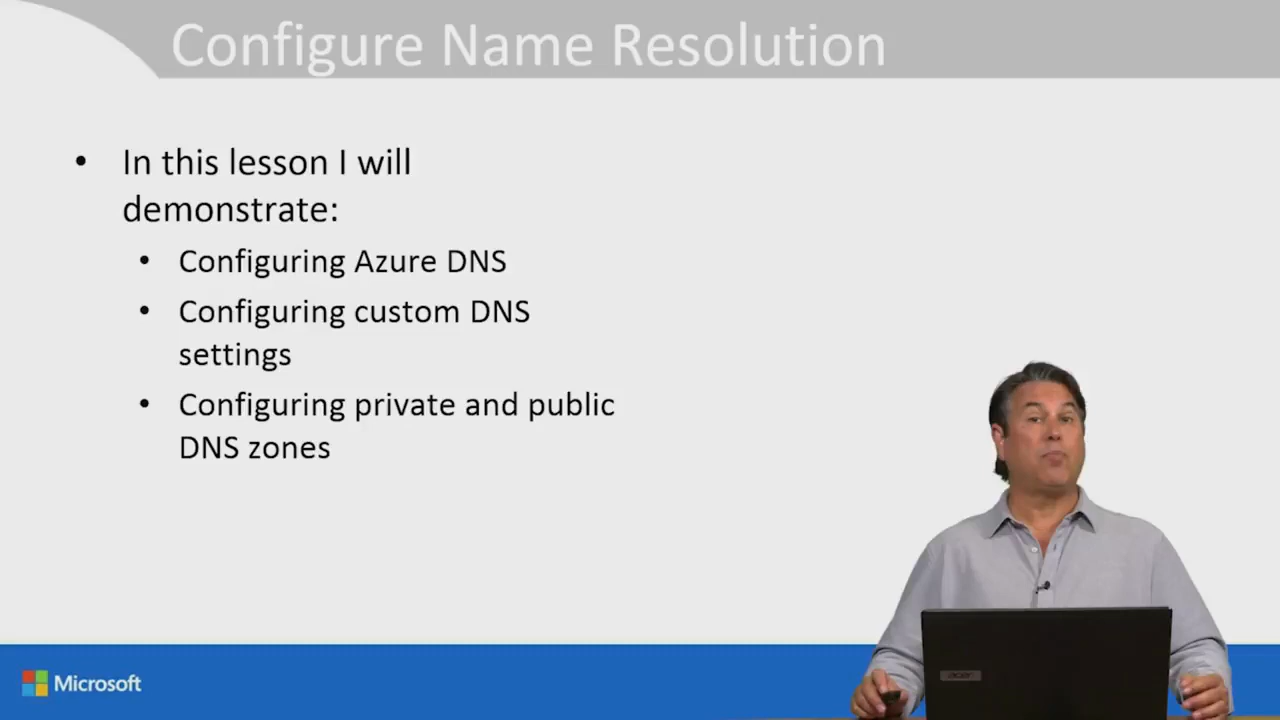 Configure Name Resolution
• In this lesson I will
demonstrate:
• Configuring Azure DNS
• Configuring custom DNS
settings
• Configuring private and public
DNS zones
acer
Microsoft